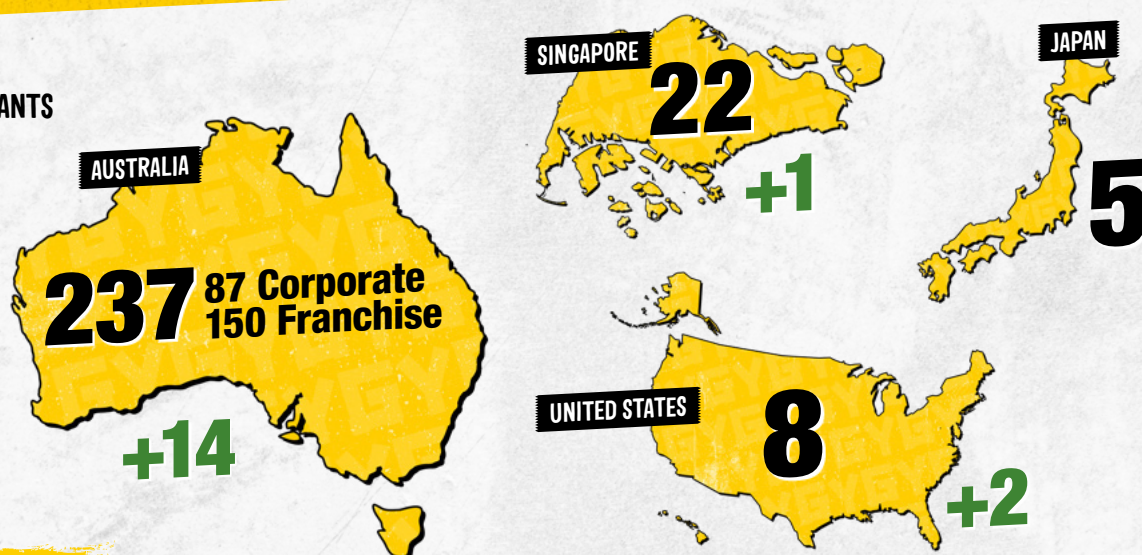 ANTS
AUSTRALIA
237
87 Corporate
150 Franchise
+14
SINGAPORE
22
+1
JAPAN
5
UNITED STATES
8
+2